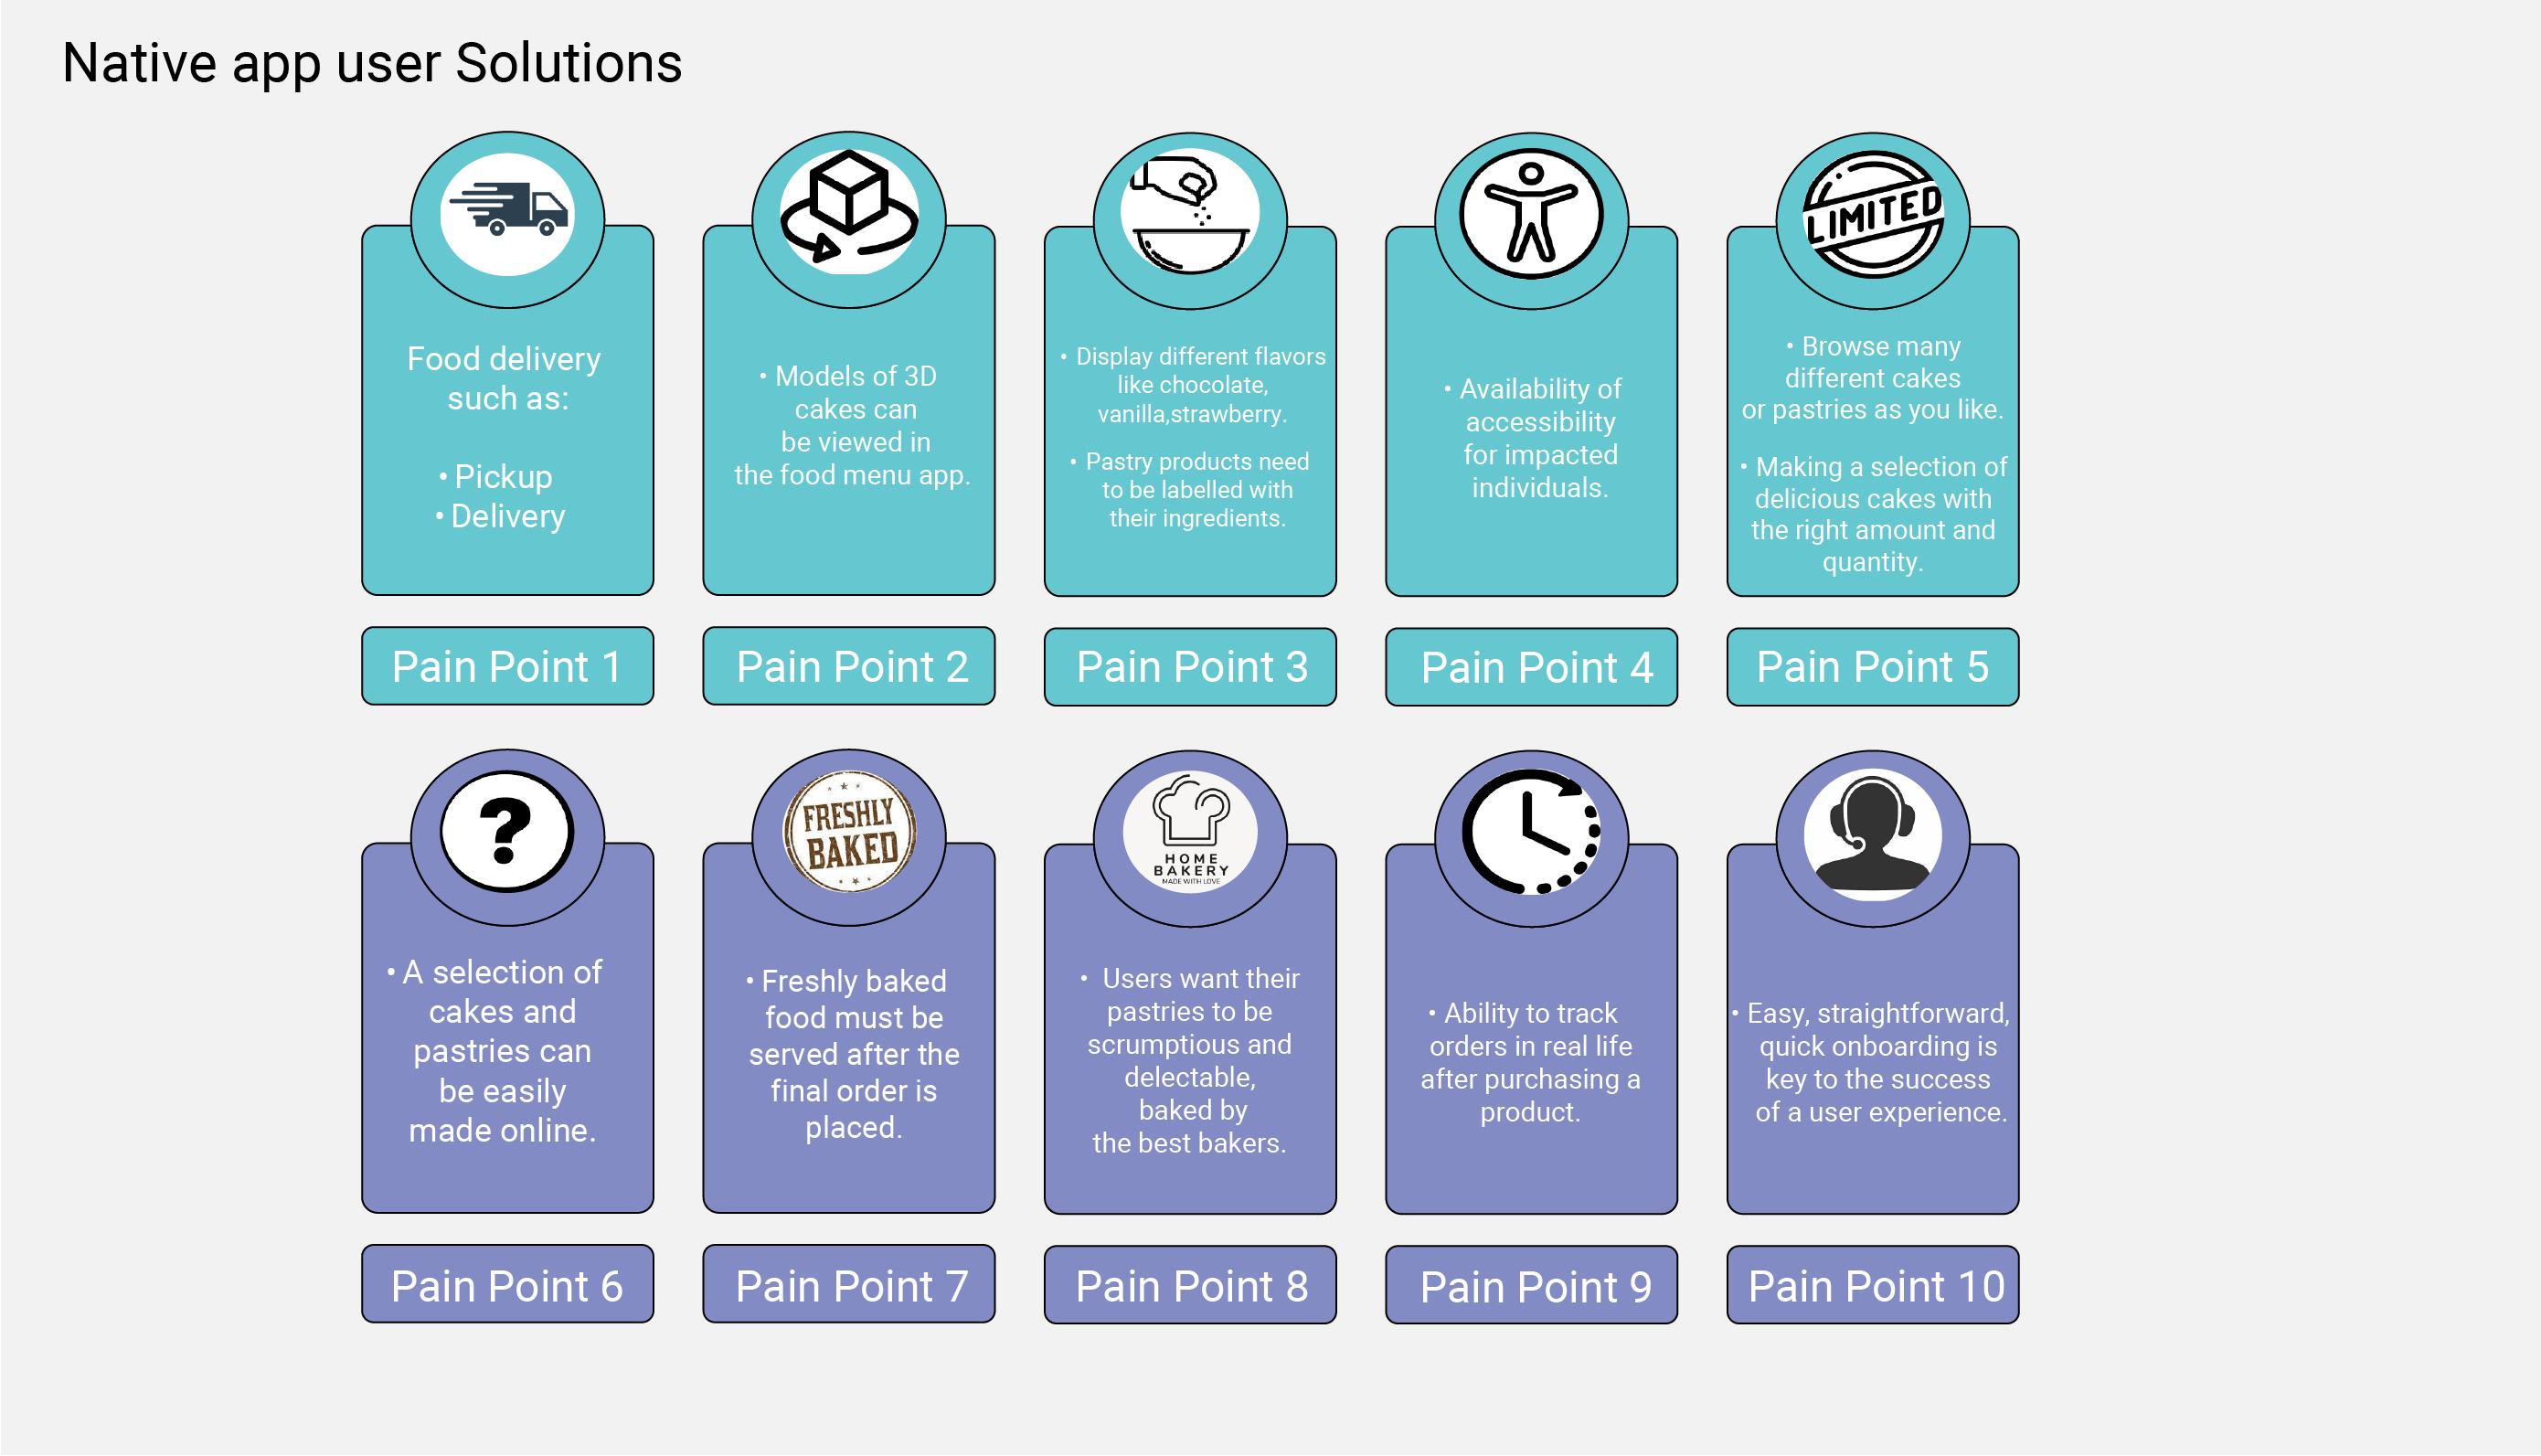 Native app user Solutions
LIMITED
Food delivery
such as:
• Pickup
• Delivery
• Models of 3D
cakes can
be viewed in
the food menu app.
• Display different flavors
like chocolate,
vanilla,strawberry.
• Pastry products need
to be labelled with
their ingredients.
• Availability of
accessibility
for impacted
individuals.
• Browse many
different cakes
or pastries as you like.
• Making a selection of
delicious cakes with
the right amount and
quantity.
Pain Point 1
Pain Point 2
Pain Point 3
Pain Point 4
Pain Point 5
?
FRESHLY
BAKED
HOME
BAKERY
MADE WITH LOVE
• A selection of
cakes and
pastries can
be easily
made online.
• Freshly baked
food must be
served after the
final order is
placed.
• Users want their
pastries to be
scrumptious and
delectable,
baked by
the best bakers.
• Ability to track
orders in real life
after purchasing a
product.
• Easy, straightforward,
quick onboarding is
key to the success
of a user experience.
Pain Point 6
Pain Point 7
Pain Point 8
Pain Point 9
Pain Point 10